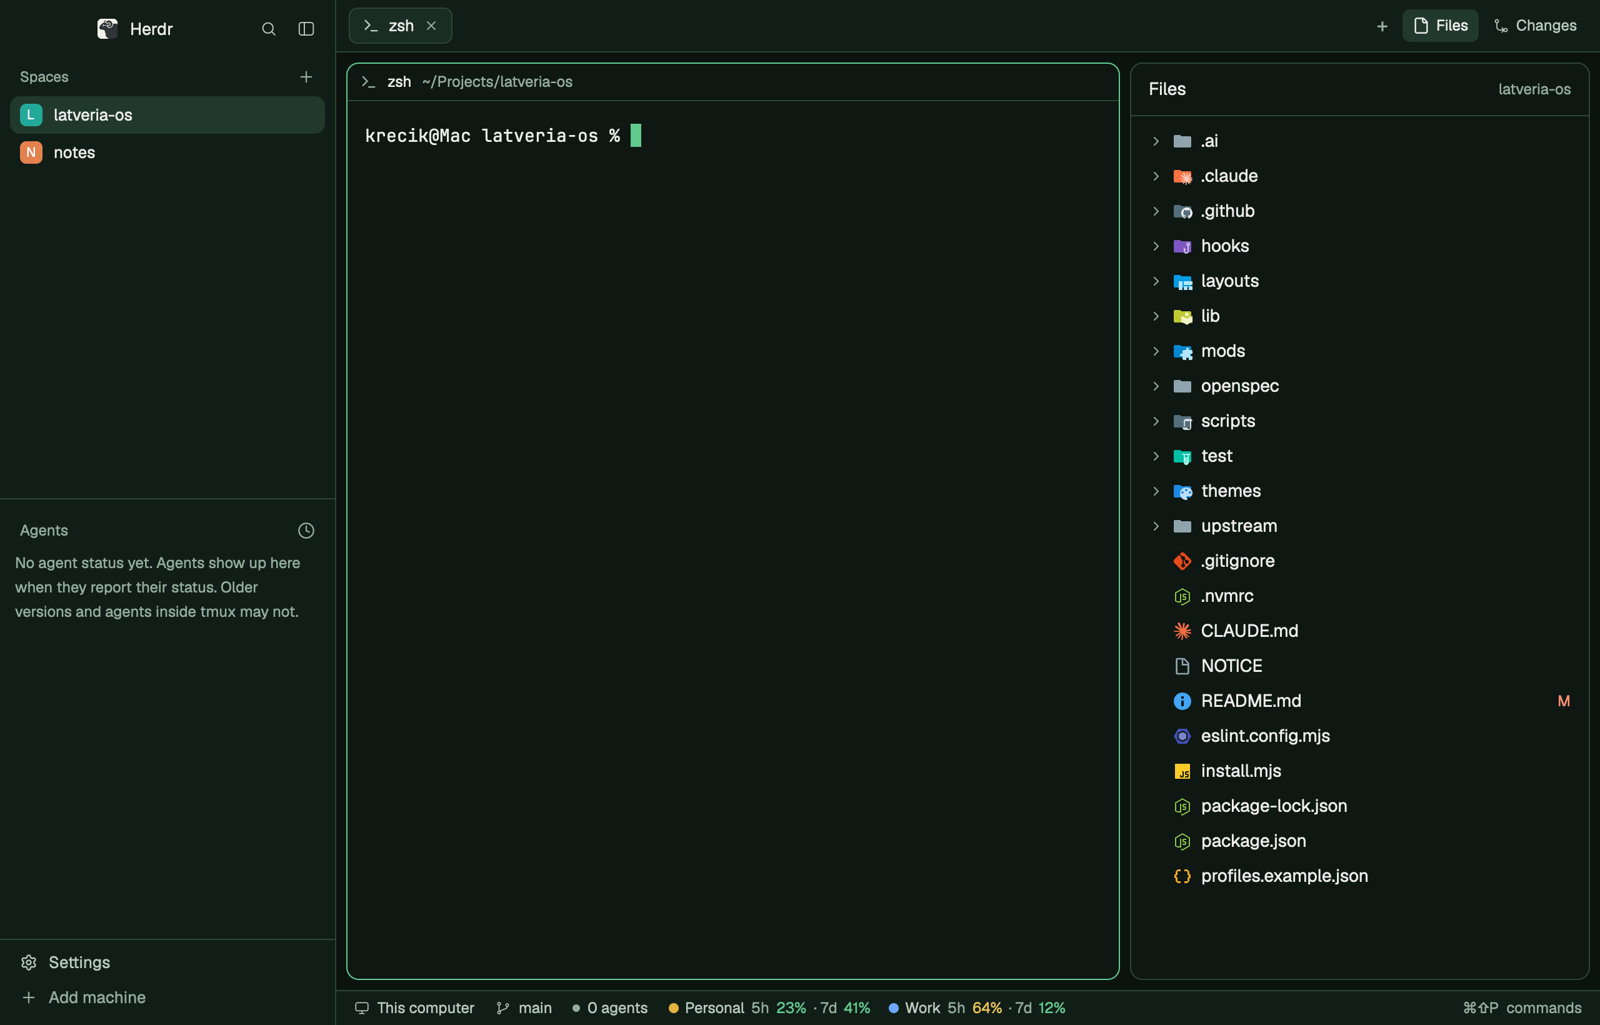 Herdr
Spaces
L latveria-os
N notes
Agents
No agent status yet. Agents show up here
when they report their status. Older
versions and agents inside tmux may not.
Settings
Add machine
zsh
Files
Changes
zsh ~/Projects/latveria-os
krecik@Mac latveria-os %
Files latveria-os
.ai
.claude
.github
hooks
layouts
lib
mods
openspec
scripts
test
themes
upstream
.gitignore
.nvmrc
CLAUDE.md
NOTICE
README.md M
eslint.config.mjs
JS install.mjs
package-lock.json
package.json
profiles.example.json
This computer main 0 agents Personal 5h 23% · 7d 41% Work 5h 64% · 7d 12% ⌘⇧P commands